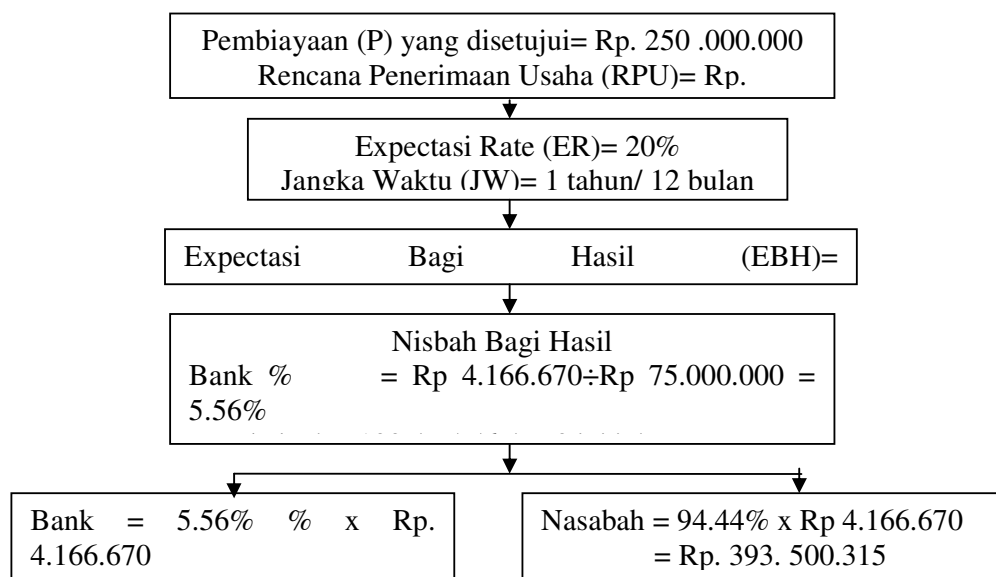 Pembiayaan (P) yang disetujui= Rp. 250 .000.000
Rencana Penerimaan Usaha (RPU)= Rp.
Expectasi Rate (ER)= 20%
Jangka Waktu (JW)= 1 tahun/ 12 bulan
Expectasi Bagi Hasil (EBH)=
Nisbah Bagi Hasil
Bank % = Rp 4.166.670÷Rp 75.000.000 =
5.56%
Bank = 5.56% % x Rp.
4.166.670
Nasabah = 94.44% x Rp 4.166.670
= Rp. 393. 500.315